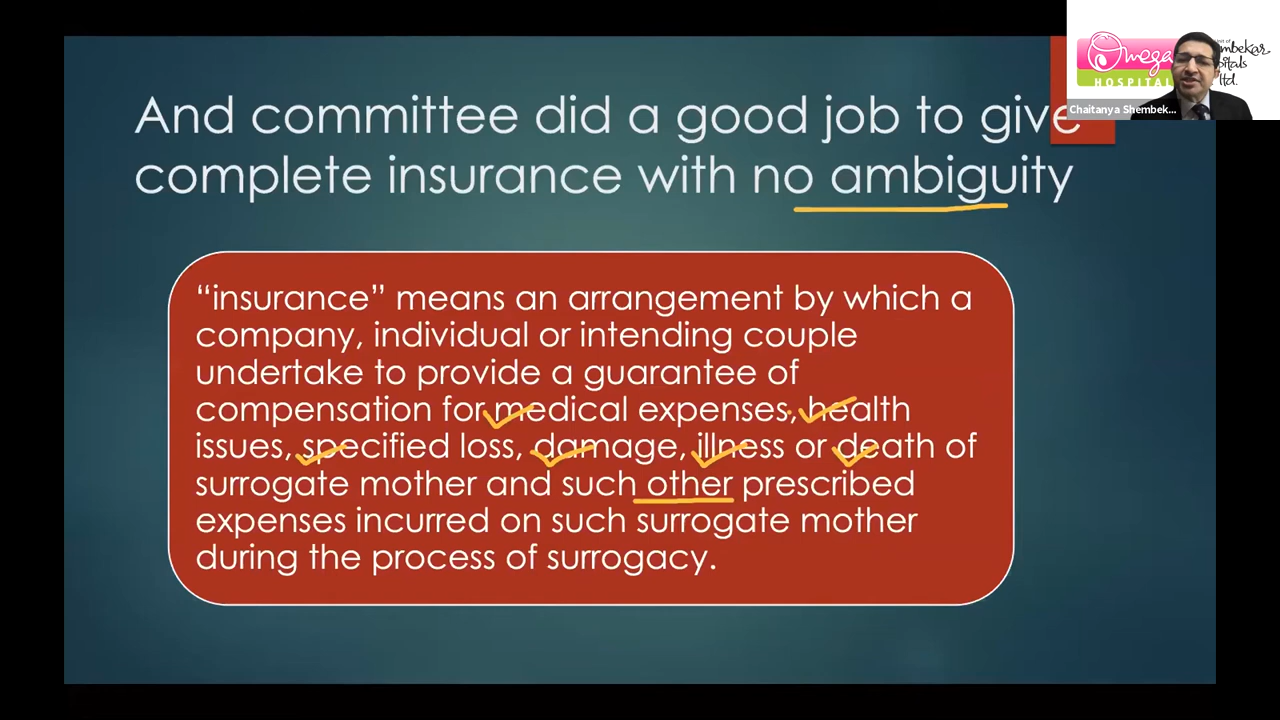 And committee did a good job to give
complete insurance with no ambiguity
“insurance” means an arrangement by which a
company, individual or intending couple
undertake to provide a guarantee of
compensation for medical expenses, health
issues, specified loss, damage, illness or death of
surrogate mother and such other prescribed
expenses incurred on such surrogate mother
during the process of surrogacy.
Omega
HOSPITAL
Chaitanya Shembek...
ltd.